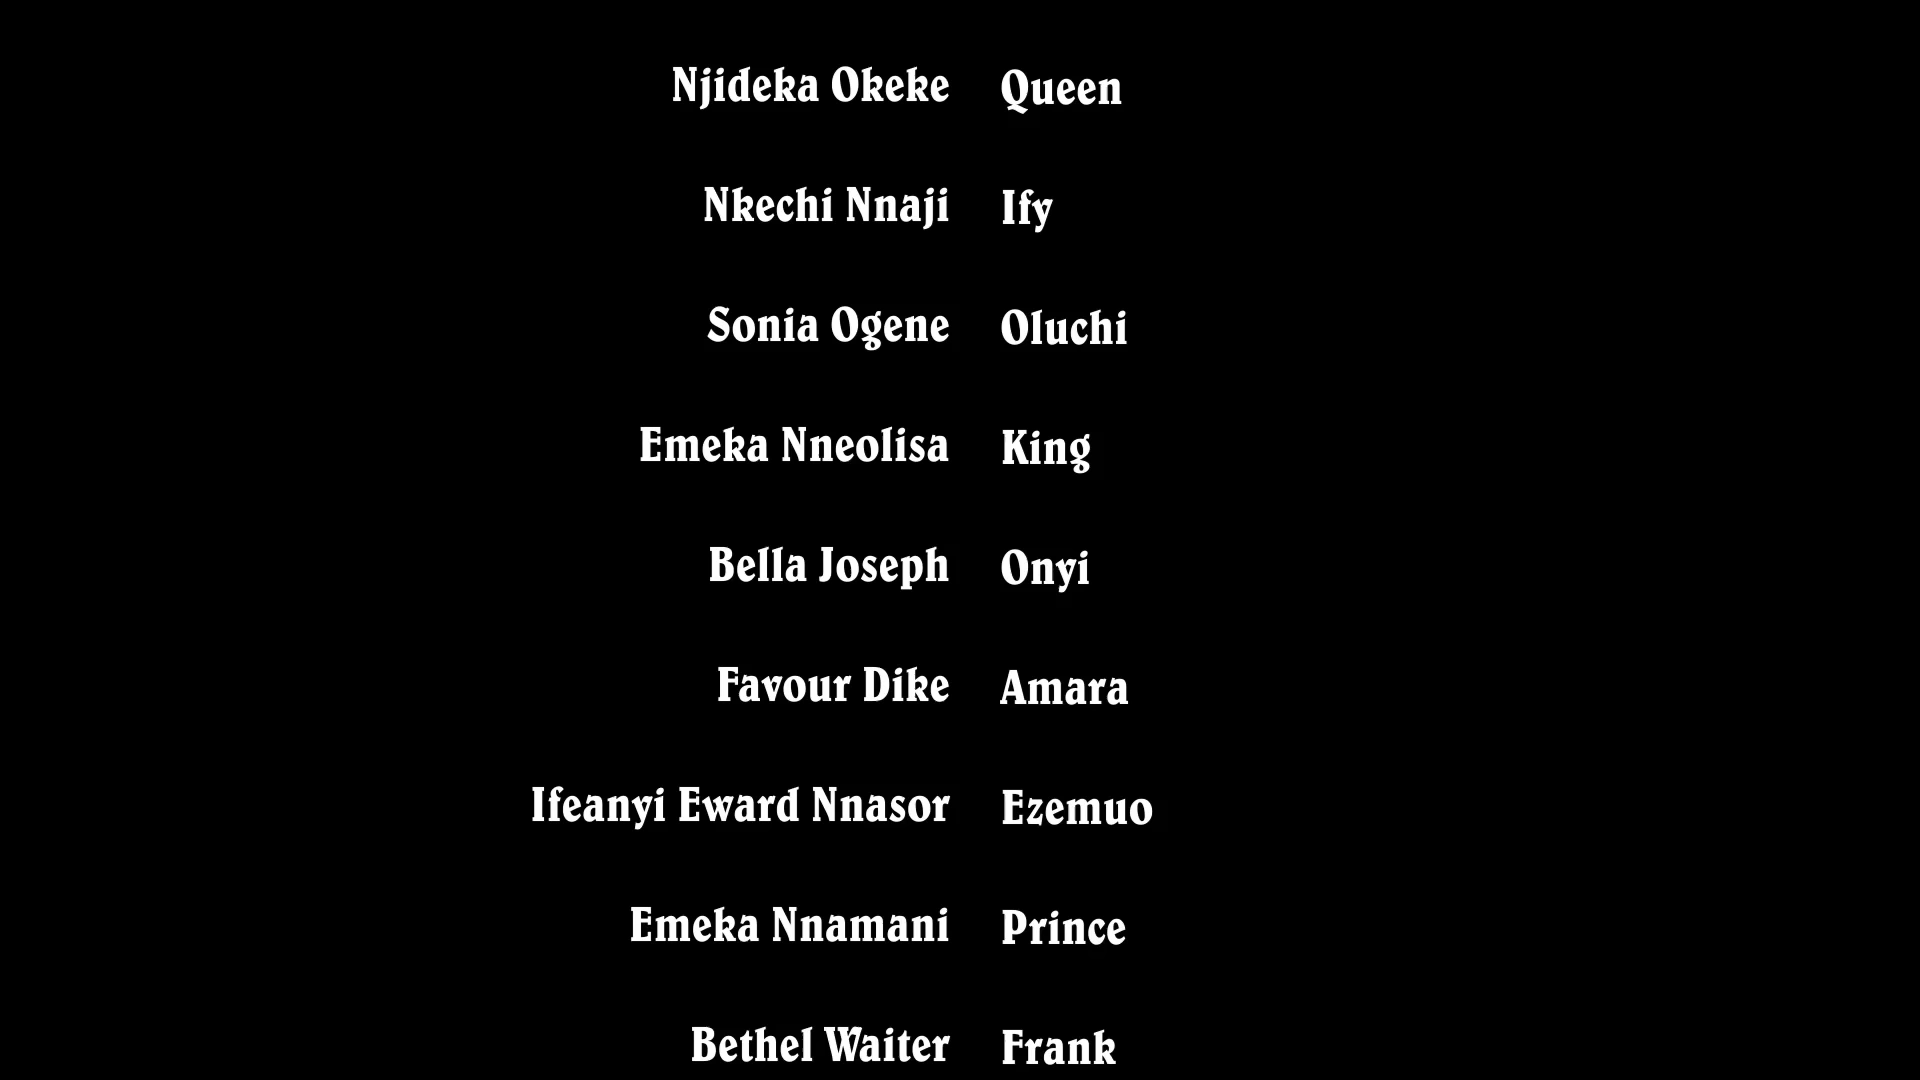 Njideka Okeke Queen
Nkechi Nnaji Ify
Sonia Ogene Oluchi
Emeka Nneolisa King
Bella Joseph Onyi
Favour Dike Amara
Ifeanyi Eward Nnasor Ezemuo
Emeka Nnamani Prince
Bethel Waiter Frank